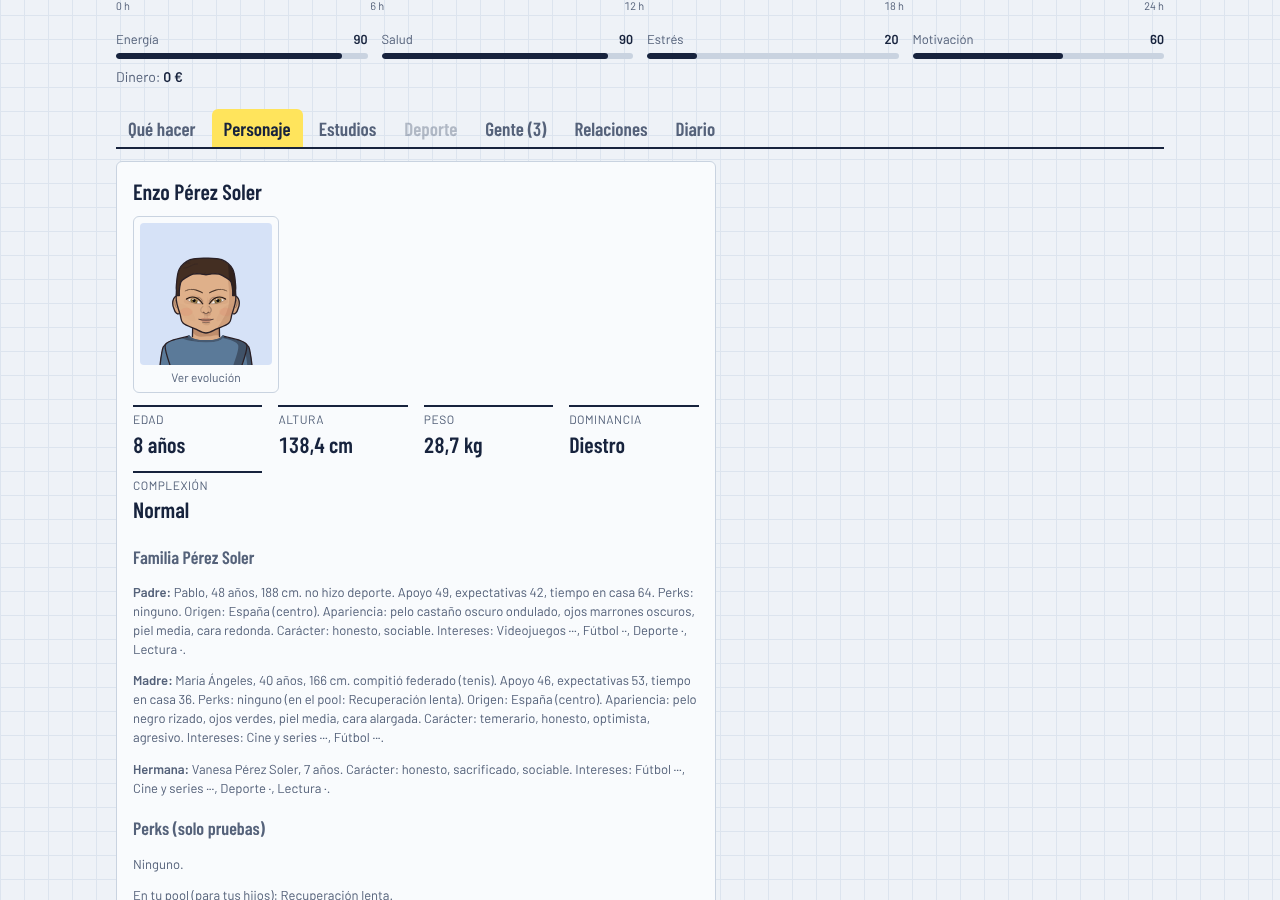 0 h 6 h 12 h 18 h 24 h
Energía 90 Salud 90 Estrés 20 Motivación 60
Dinero: 0 €
Qué hacer Personaje Estudios Deporte Gente (3) Relaciones Diario
Enzo Pérez Soler
Ver evolución
EDAD ALTURA PESO DOMINANCIA
8 años 138,4 cm 28,7 kg Diestro
COMPLEXIÓN
Normal
Familia Pérez Soler
Padre: Pablo, 48 años, 188 cm. no hizo deporte. Apoyo 49, expectativas 42, tiempo en casa 64. Perks:
ninguno. Origen: España (centro). Apariencia: pelo castaño oscuro ondulado, ojos marrones oscuros,
piel media, cara redonda. Carácter: honesto, sociable. Intereses: Videojuegos ···, Fútbol ··, Deporte ·,
Lectura ·.
Madre: María Ángeles, 40 años, 166 cm. compitió federado (tenis). Apoyo 46, expectativas 53, tiempo
en casa 36. Perks: ninguno (en el pool: Recuperación lenta). Origen: España (centro). Apariencia: pelo
negro rizado, ojos verdes, piel media, cara alargada. Carácter: temerario, honesto, optimista,
agresivo. Intereses: Cine y series ···, Fútbol ···.
Hermana: Vanesa Pérez Soler, 7 años. Carácter: honesto, sacrificado, sociable. Intereses: Fútbol ···,
Cine y series ···, Deporte ·, Lectura ·.
Perks (solo pruebas)
Ninguno.
En tu pool (para tus hijos): Recuperación lenta.